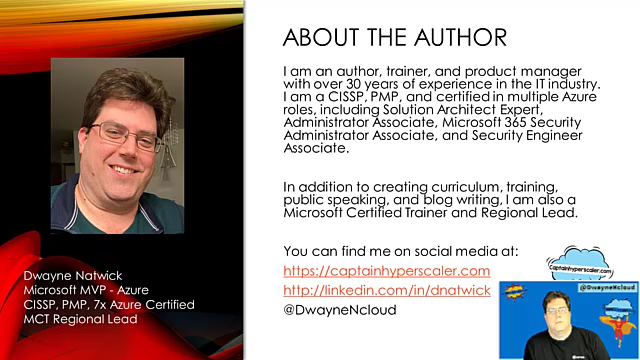 ABOUT THE AUTHOR
I am an author, trainer, and product manager
with over 30 years of experience in the IT industry.
I am a CISSP, PMP, and certified in multiple Azure
roles, including Solution Architect Expert,
Administrator Associate, Microsoft 365 Security
Administrator Associate, and Security Engineer
Associate.
In addition to creating curriculum, training,
public speaking, and blog writing, I am also a
Microsoft Certified Trainer and Regional Lead.
You can find me on social media at:
https://captainhyperscaler.com
http://linkedin.com/in/dnatwick
@DwayneNcloud
Dwayne Natwick
Microsoft MVP - Azure
CISSP, PMP, 7x Azure Certified
MCT Regional Lead
Captainhyperscaler.com
@DwayneNcloud